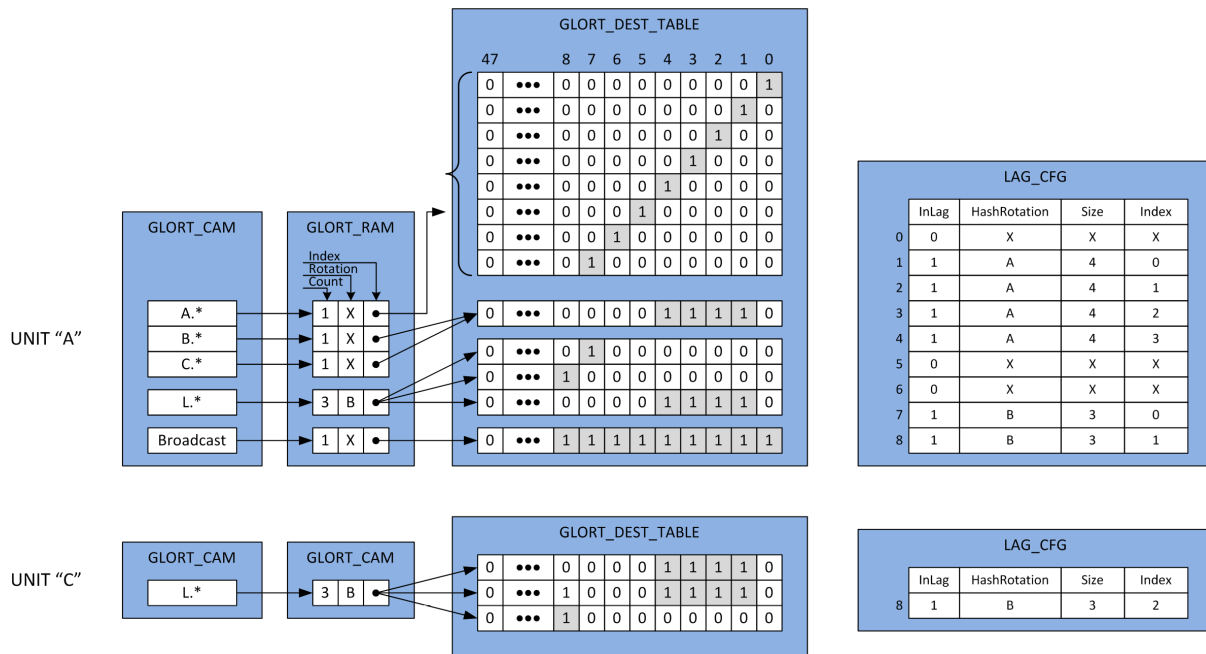 GLORT_DEST_TABLE
47 8 7 6 5 4 3 2 1 0
0 ••• 0 0 0 0 0 0 0 0 1
0 ••• 0 0 0 0 0 0 0 1 0
0 ••• 0 0 0 0 0 0 1 0 0
0 ••• 0 0 0 0 0 1 0 0 0
0 ••• 0 0 0 0 1 0 0 0 0
0 ••• 0 0 0 1 0 0 0 0 0
0 ••• 0 0 1 0 0 0 0 0 0
0 ••• 0 1 0 0 0 0 0 0 0
0 ••• 0 0 0 0 1 1 1 1 0
0 ••• 0 1 0 0 0 0 0 0 0
0 ••• 1 0 0 0 0 0 0 0 0
0 ••• 0 0 0 0 1 1 1 1 0
0 ••• 1 1 1 1 1 1 1 1 1
UNIT “A”
GLORT_CAM
A.*
B.*
C.*
L.*
Broadcast
GLORT_RAM
Index
Rotation
Count
1 X
1 X
1 X
3 B
1 X
LAG_CFG
InLag HashRotation Size Index
0 0 X X X
1 1 A 4 0
2 1 A 4 1
3 1 A 4 2
4 1 A 4 3
5 0 X X X
6 0 X X X
7 1 B 3 0
8 1 B 3 1
UNIT “C”
GLORT_CAM
L.*
GLORT_CAM
3 B
GLORT_DEST_TABLE
0 ••• 0 0 0 0 1 1 1 1 0
0 ••• 1 0 0 0 1 1 1 1 0
0 ••• 1 0 0 0 0 0 0 0 0
LAG_CFG
InLag HashRotation Size Index
8 1 B 3 2